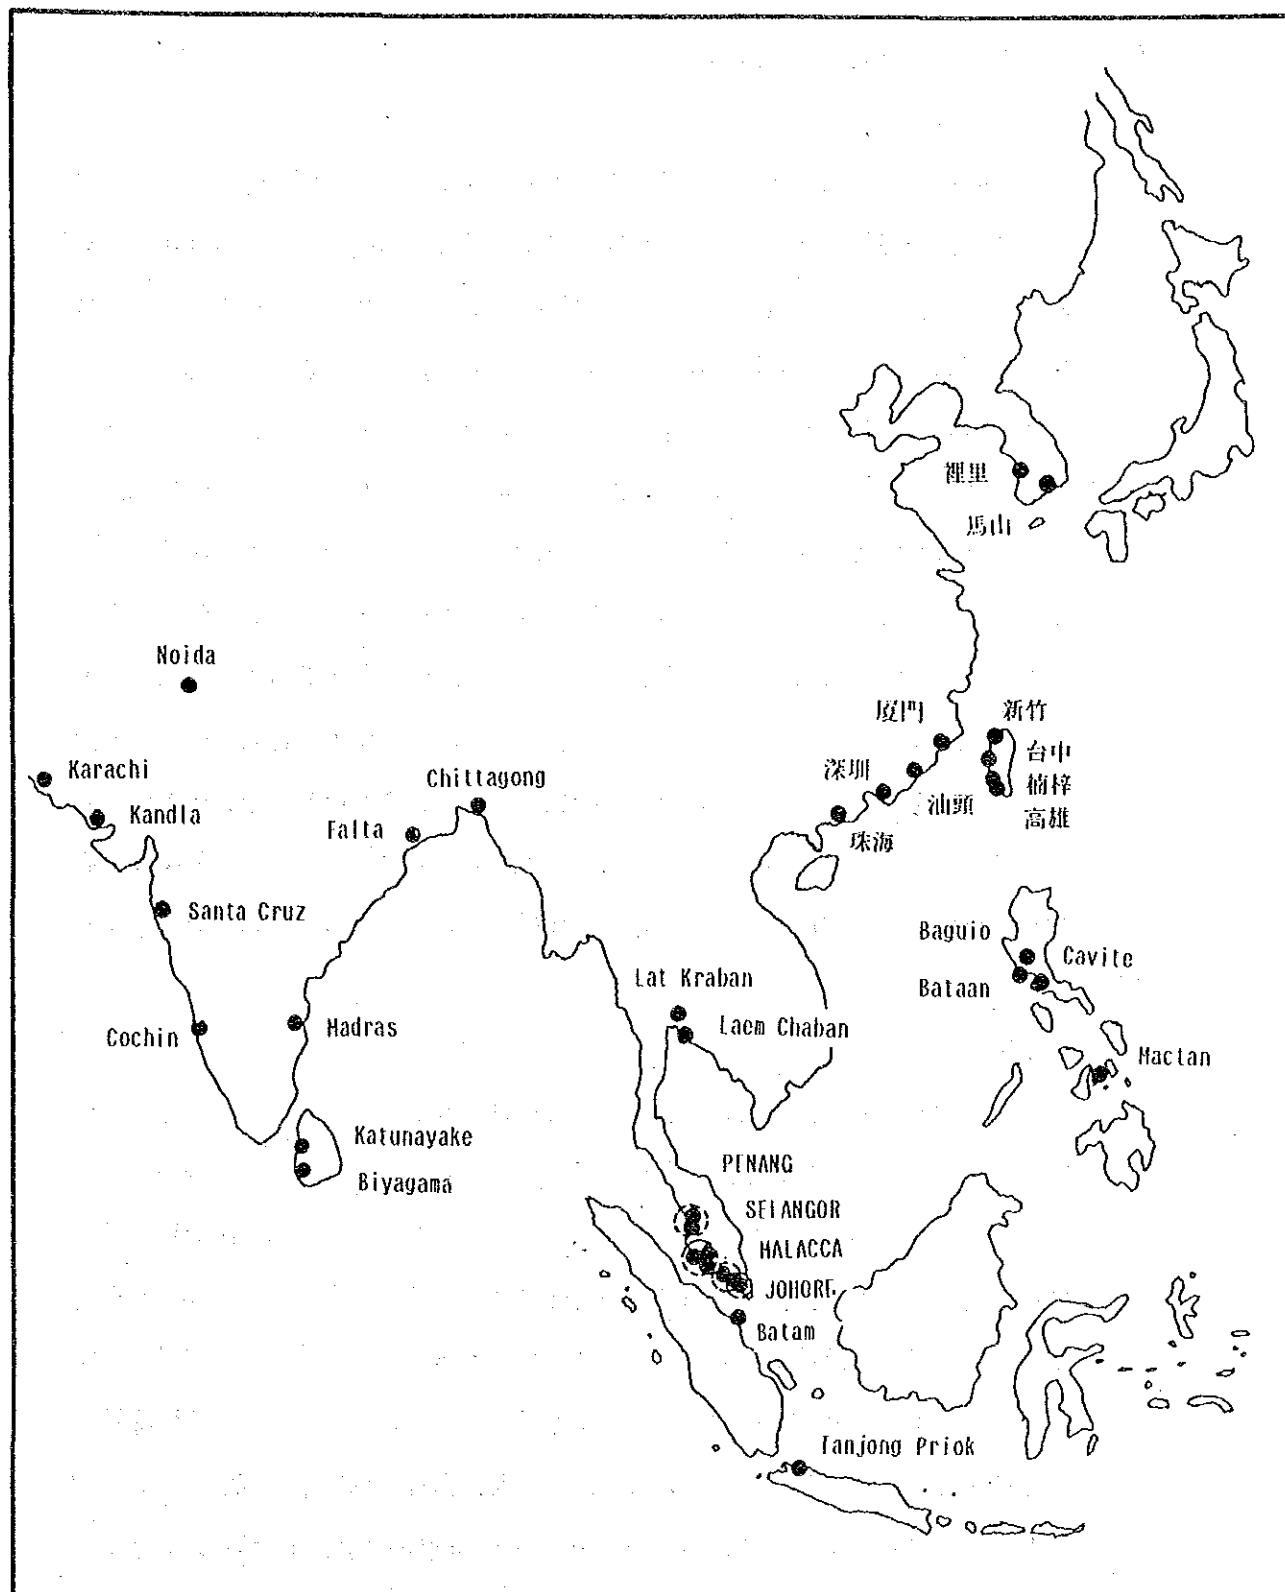 裡里
馬山
Noida
厦門
新竹
Karachi
Chittagong
深圳
台中
Kandla
Falta
汕頭
楠梓
珠海
高雄
Santa Cruz
Baguio
Cavite
Lat Kraban
Bataan
Cochin
Madras
Laem Chaban
Mactan
Katunayake
PENANG
Biyagama
SELANGOR
MALACCA
JOHORE
Batam
Tanjong Priok